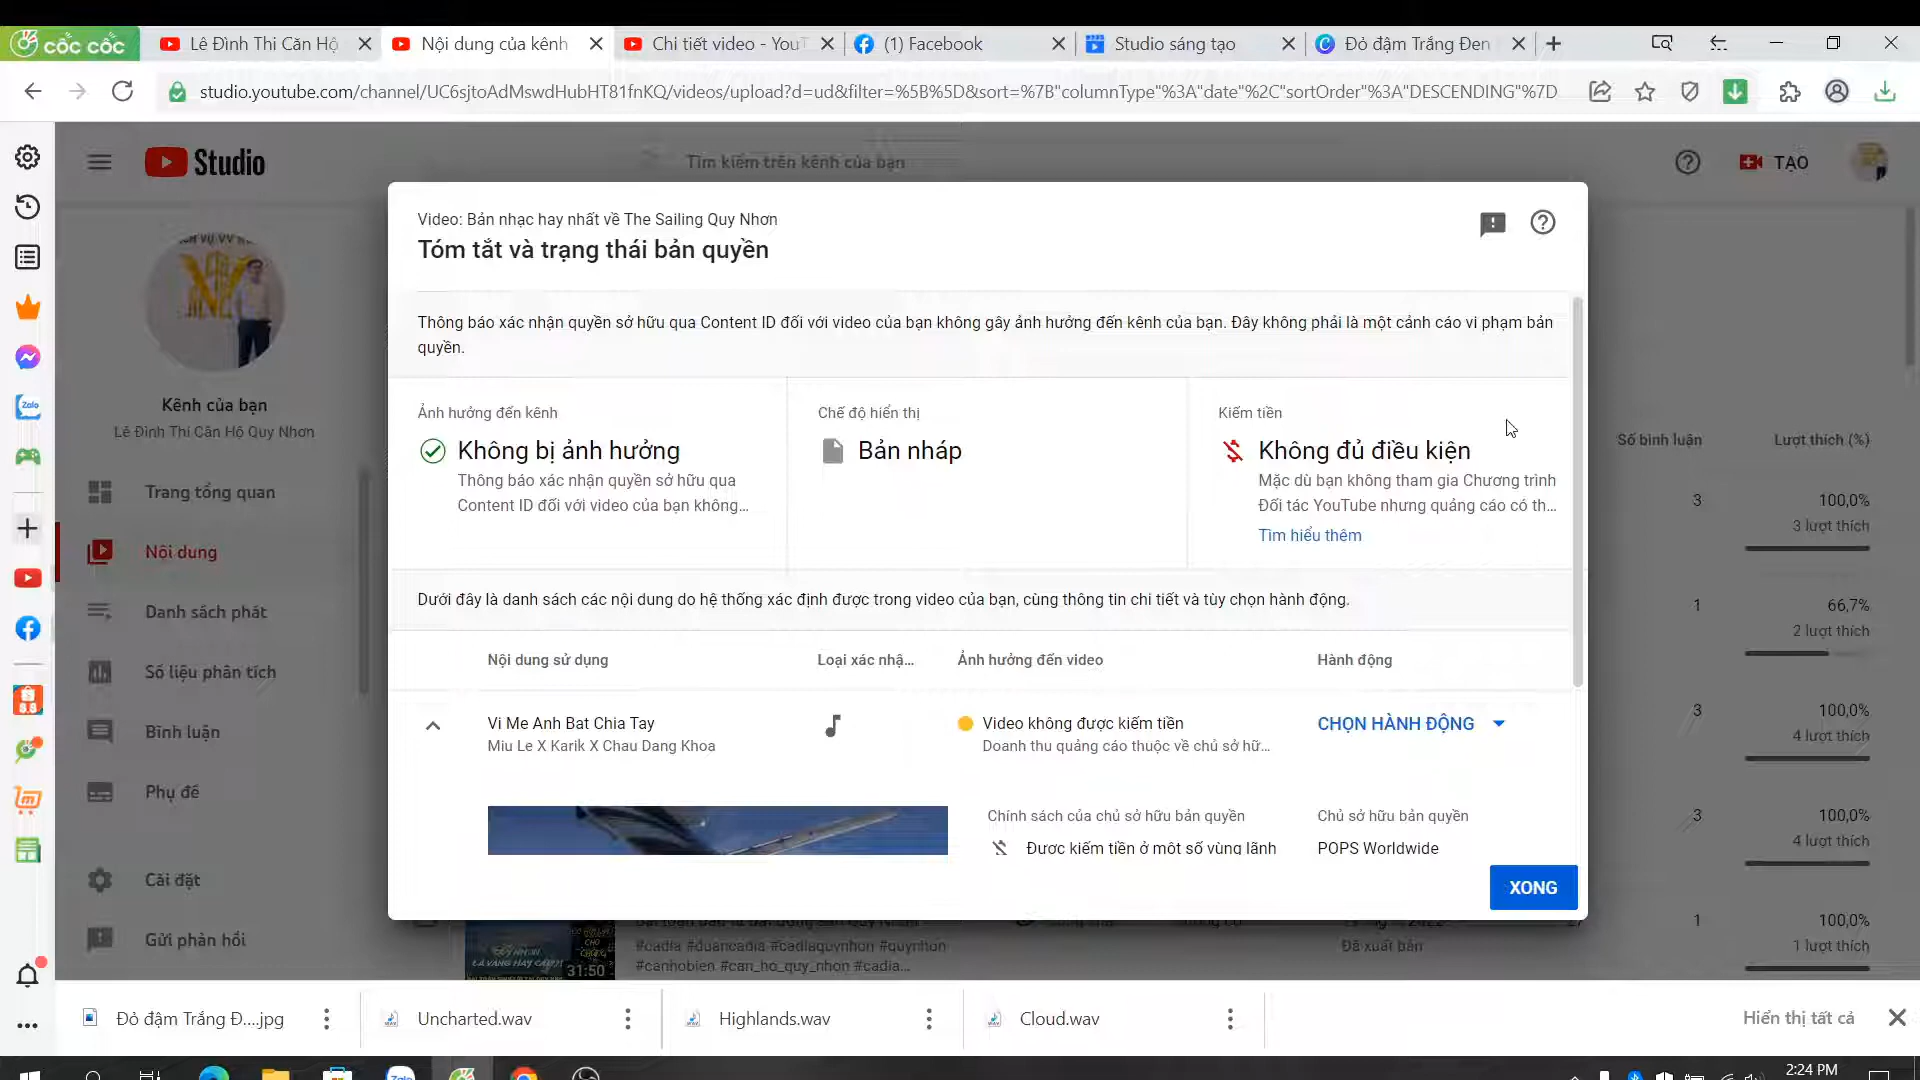 cốc cốc
Lê Đình Thi Căn Hộ
Nội dung của kênh
Chi tiết video - YouT
(1) Facebook
Studio sáng tạo
Đỏ đậm Trắng Đen
studio.youtube.com/channel/UC6sjtoAdMswdHubHT81fnKQ/videos/upload?d=ud&filter=%5B%5D&sort=%7B"columnType"%3A"date"%2C"sortOrder"%3A"DESCENDING"%7D
Studio
Tìm kiếm trên kênh của bạn
TẠO
Kênh của bạn
Lê Đình Thi Căn Hộ Quy Nhơn
Trang tổng quan
Nội dung
Danh sách phát
Số liệu phân tích
Bình luận
Phụ đề
Cài đặt
Gửi phản hồi
Zalo
Video: Bản nhạc hay nhất về The Sailing Quy Nhơn
Tóm tắt và trạng thái bản quyền
Thông báo xác nhận quyền sở hữu qua Content ID đối với video của bạn không gây ảnh hưởng đến kênh của bạn. Đây không phải là một cảnh cáo vi phạm bản
quyền.
Ảnh hưởng đến kênh
Không bị ảnh hưởng
Thông báo xác nhận quyền sở hữu qua
Content ID đối với video của bạn không...
Chế độ hiển thị
Bản nháp
Kiếm tiền
Không đủ điều kiện
Mặc dù bạn không tham gia Chương trình
Đối tác YouTube nhưng quảng cáo có th...
Tìm hiểu thêm
Dưới đây là danh sách các nội dung do hệ thống xác định được trong video của bạn, cùng thông tin chi tiết và tùy chọn hành động.
Nội dung sử dụng
Loại xác nhậ...
Ảnh hưởng đến video
Hành động
Vi Me Anh Bat Chia Tay
Miu Le X Karik X Chau Dang Khoa
Video không được kiếm tiền
Doanh thu quảng cáo thuộc về chủ sở hữ...
CHỌN HÀNH ĐỘNG
Chính sách của chủ sở hữu bản quyền
Được kiếm tiền ở một số vùng lãnh
Chủ sở hữu bản quyền
POPS Worldwide
XONG
Số bình luận
Lượt thích (%)
3
100,0%
3 lượt thích
1
66,7%
2 lượt thích
3
100,0%
4 lượt thích
3
100,0%
4 lượt thích
1
100,0%
1 lượt thích
31:50
#cadia #duancadia #cadiaquynhon #quynhon
#canhobien #can_ho_quy_nhon #cadia...
Đã xuất bản
Đỏ đậm Trắng Đ....jpg
Uncharted.wav
Highlands.wav
Cloud.wav
Hiển thị tất cả
Zalo
2:24 PM